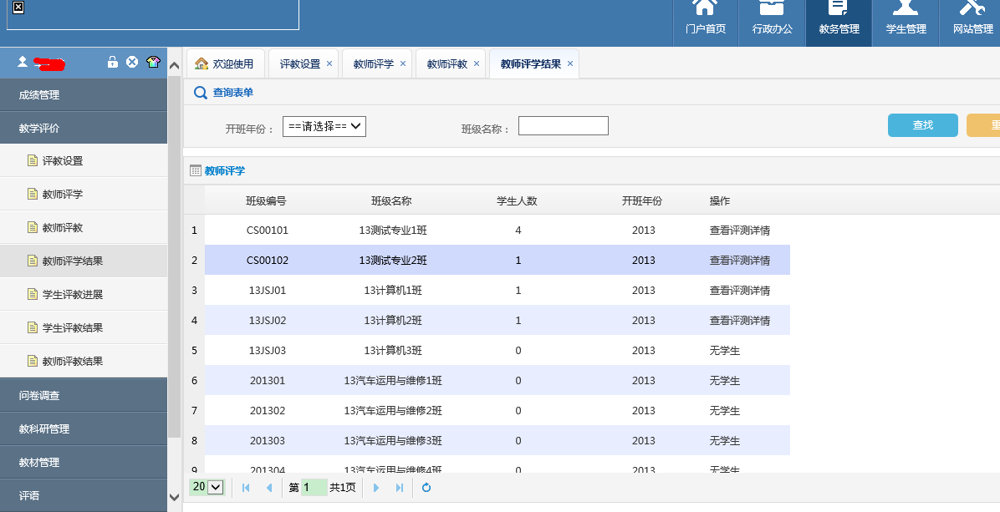 门户首页 行政办公 教务管理 学生管理 网站管理
欢迎使用 评教设置 × 教师评学 × 教师评教 × 教师评学结果 ×
查询表单
开班年份： ==请选择== 班级名称： 查找
教师评学
班级编号 班级名称 学生人数 开班年份 操作
1 CS00101 13测试专业1班 4 2013 查看评测详情
2 CS00102 13测试专业2班 1 2013 查看评测详情
3 13JSJ01 13计算机1班 1 2013 查看评测详情
4 13JSJ02 13计算机2班 1 2013 查看评测详情
5 13JSJ03 13计算机3班 0 2013 无学生
6 201301 13汽车运用与维修1班 0 2013 无学生
7 201302 13汽车运用与维修2班 0 2013 无学生
8 201303 13汽车运用与维修3班 0 2013 无学生
9 201304 13汽车运用与维修4班 0 2013 无学生
20 第 1 共1页
成绩管理
教学评价
评教设置
教师评学
教师评教
教师评学结果
学生评教进展
学生评教结果
教师评教结果
问卷调查
教科研管理
教材管理
评语